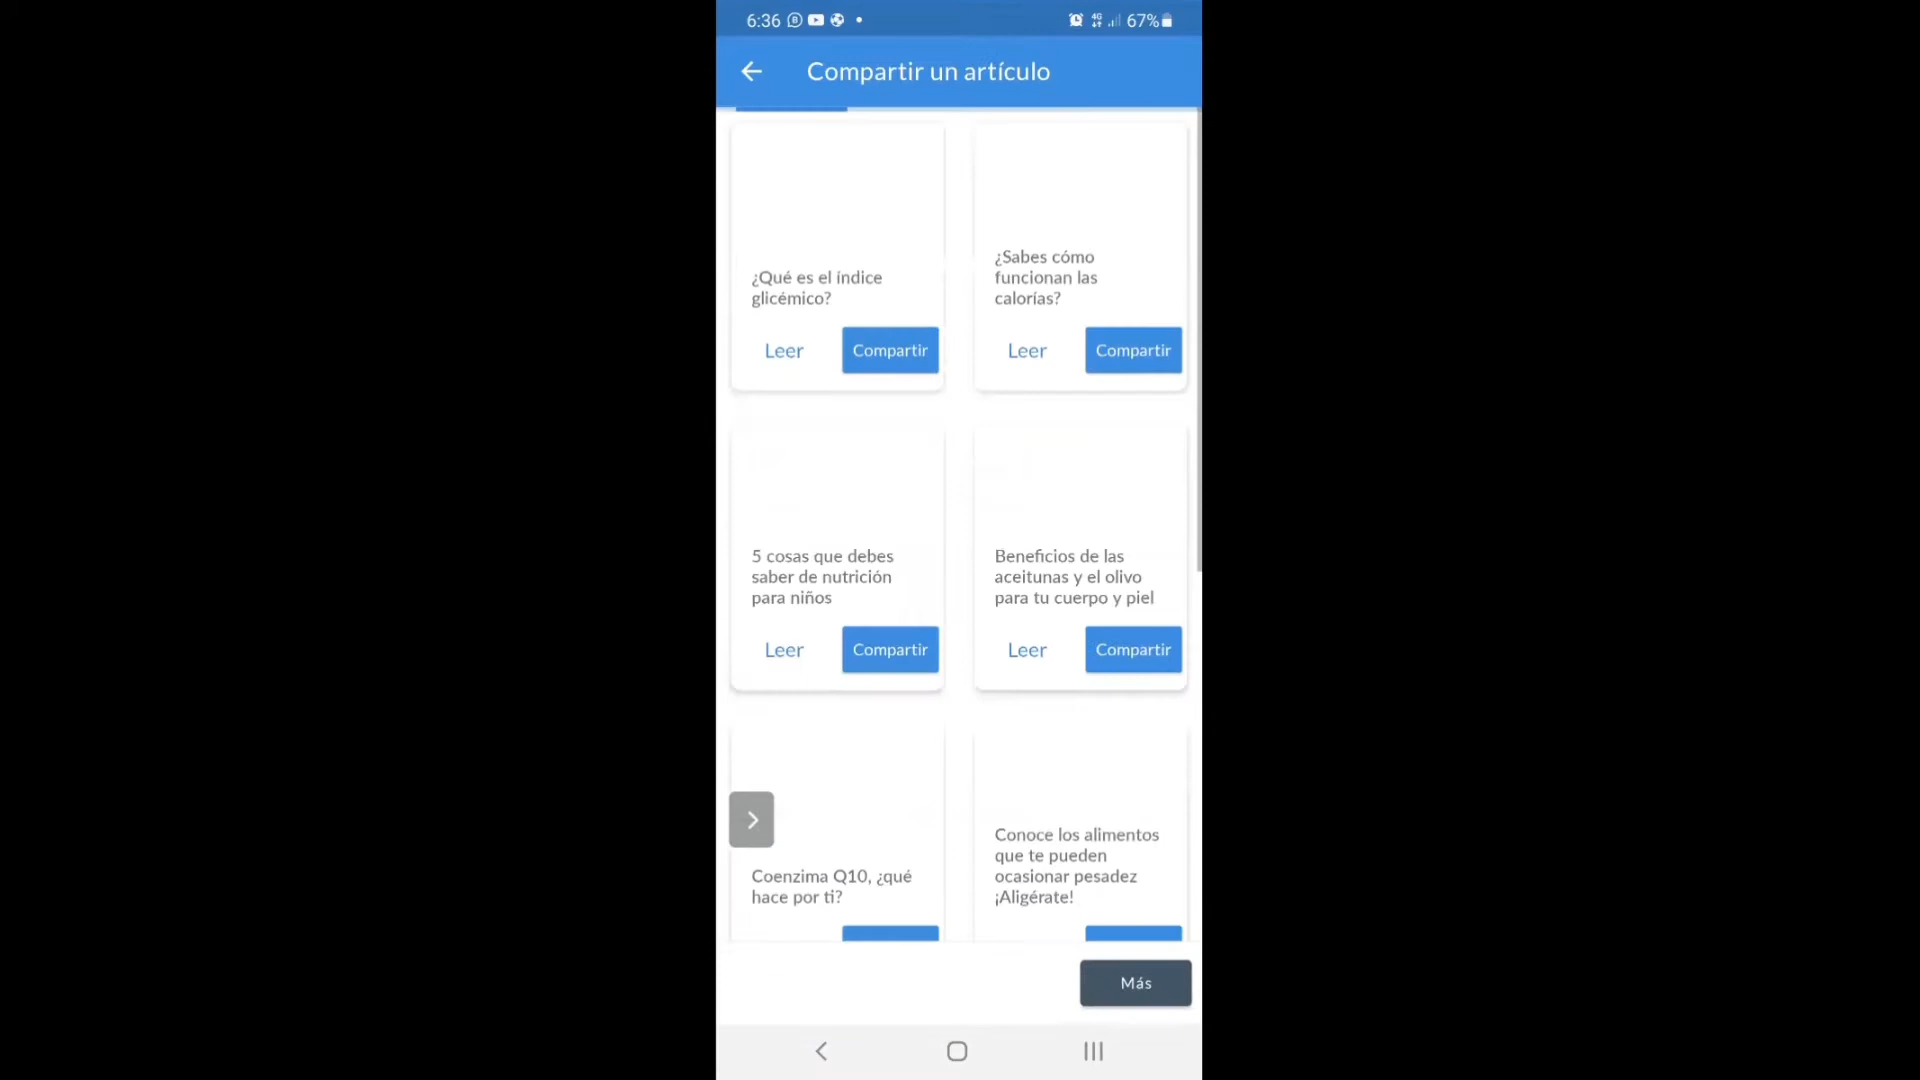 6:36
4G 67%
Compartir un artículo
¿Qué es el índice
glicémico?
Leer
Compartir
¿Sabes cómo
funcionan las
calorías?
Leer
Compartir
5 cosas que debes
saber de nutrición
para niños
Leer
Compartir
Beneficios de las
aceitunas y el olivo
para tu cuerpo y piel
Leer
Compartir
Coenzima Q10, ¿qué
hace por ti?
Conoce los alimentos
que te pueden
ocasionar pesadez
¡Aligérate!
Más